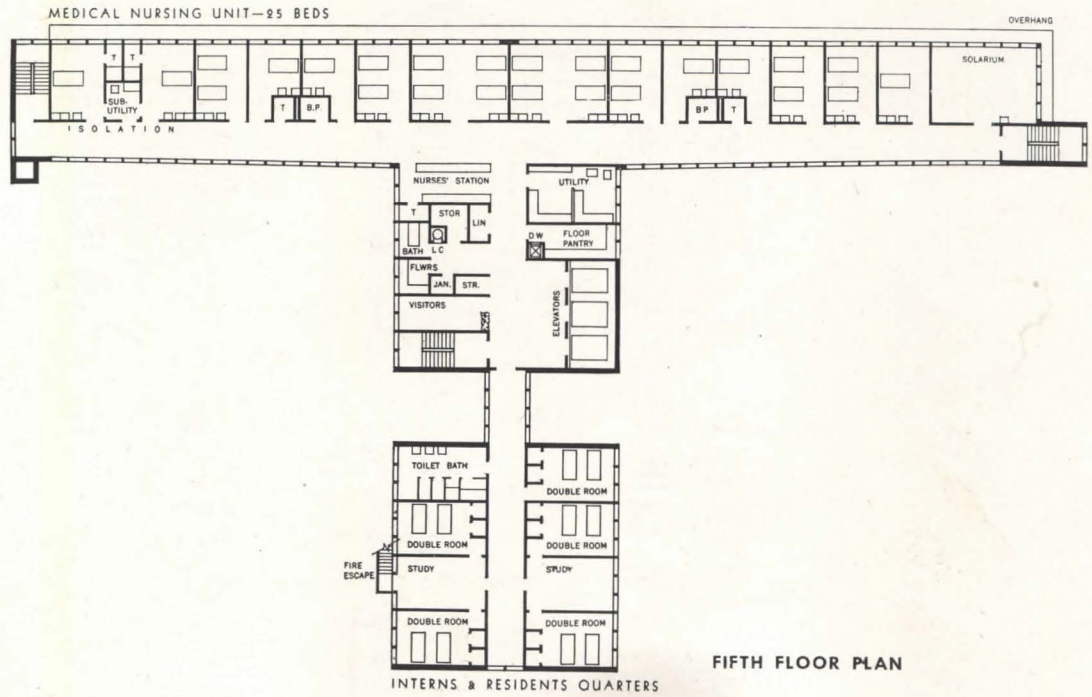 MEDICAL NURSING UNIT—25 BEDS
OVERHANG
T T
SOLARIUM
SUB-
UTILITY
T B.P
BP T
ISOLATION
NURSES' STATION
UTILITY
T STOR
LIN
BATH L C
D W
FLOOR
PANTRY
FLWRS
JAN. STR.
VISITORS
ELEVATORS
TOILET BATH
DOUBLE ROOM
DOUBLE ROOM
DOUBLE ROOM
FIRE
ESCAPE
STUDY
STUDY
DOUBLE ROOM
DOUBLE ROOM
FIFTH FLOOR PLAN
INTERNS & RESIDENTS QUARTERS